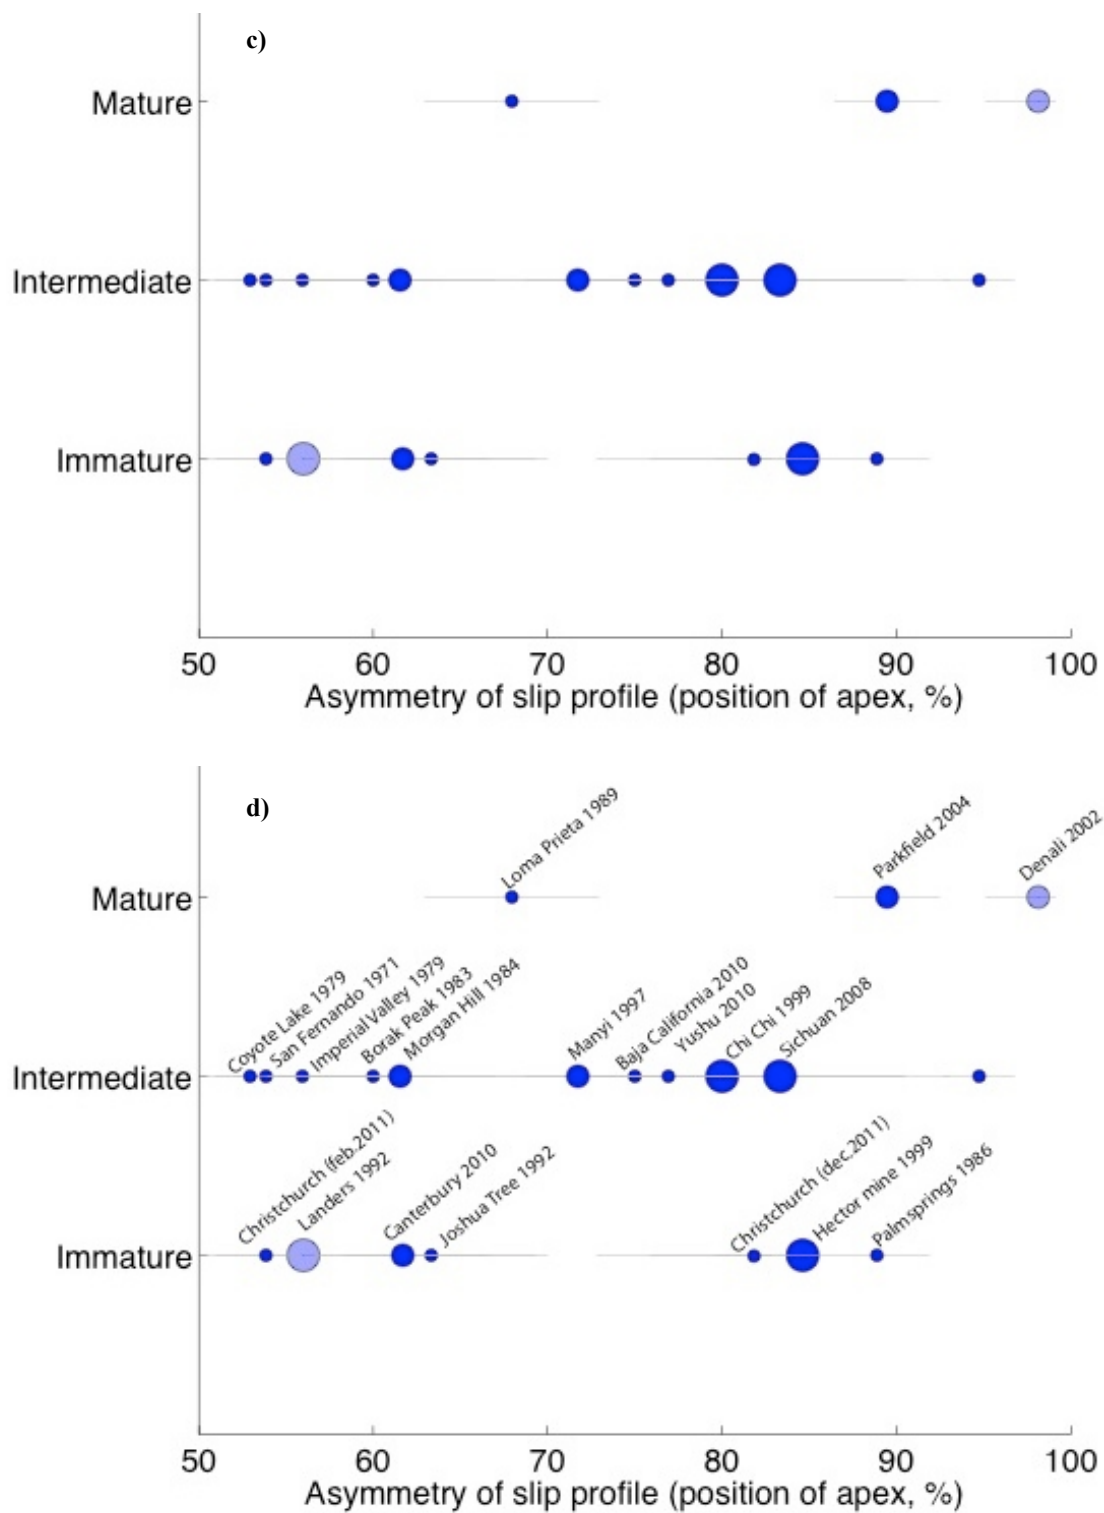 c)
Mature
Intermediate
Immature
50 60 70 80 90 100
Asymmetry of slip profile (position of apex, %)
d)
Loma Prieta 1989
Parkfield 2004
Denali 2002
Mature
Coyote Lake 1979
San Fernando 1971
Imperial Valley 1979
Borak Peak 1983
Morgan Hill 1984
Manyi 1997
Baja California 2010
Yushu 2010
Chi Chi 1999
Sichuan 2008
Intermediate
Christchurch (feb.2011)
Landers 1992
Canterbury 2010
Joshua Tree 1992
Christchurch (dec.2011)
Hector mine 1999
Palmsprings 1986
Immature
50 60 70 80 90 100
Asymmetry of slip profile (position of apex, %)